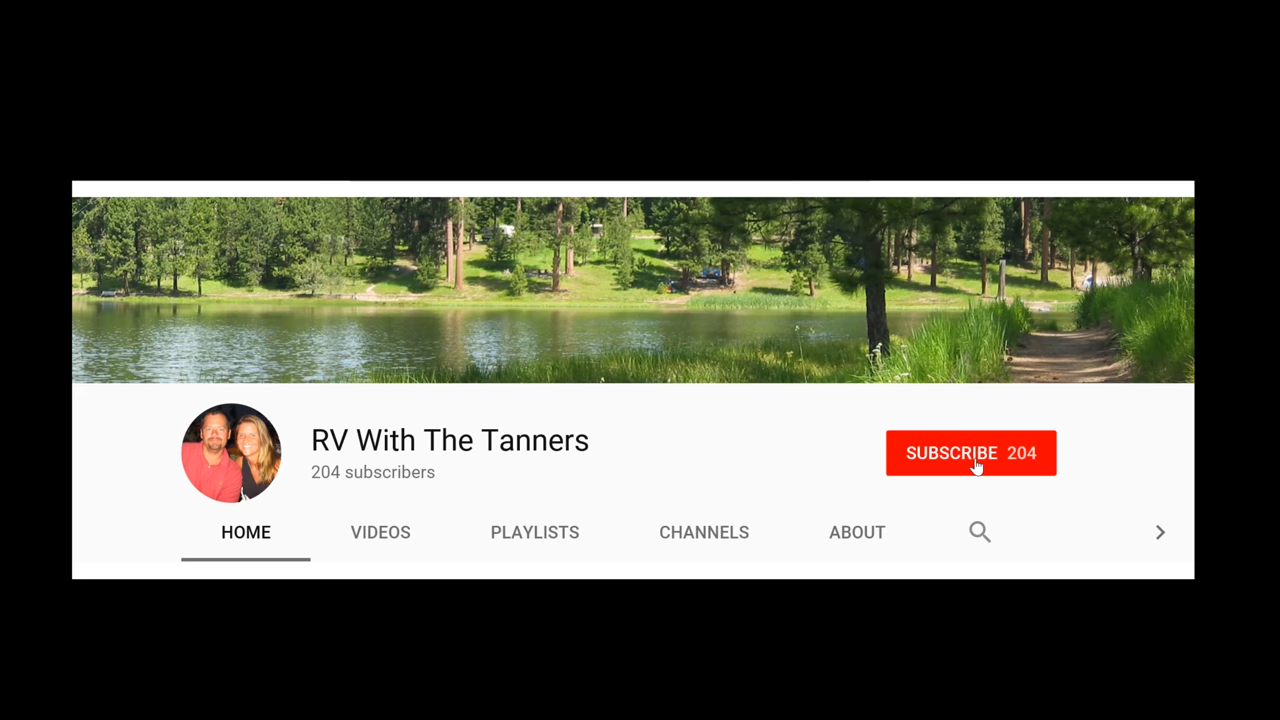 RV With The Tanners
204 subscribers
SUBSCRIBE 204
HOME VIDEOS PLAYLISTS CHANNELS ABOUT